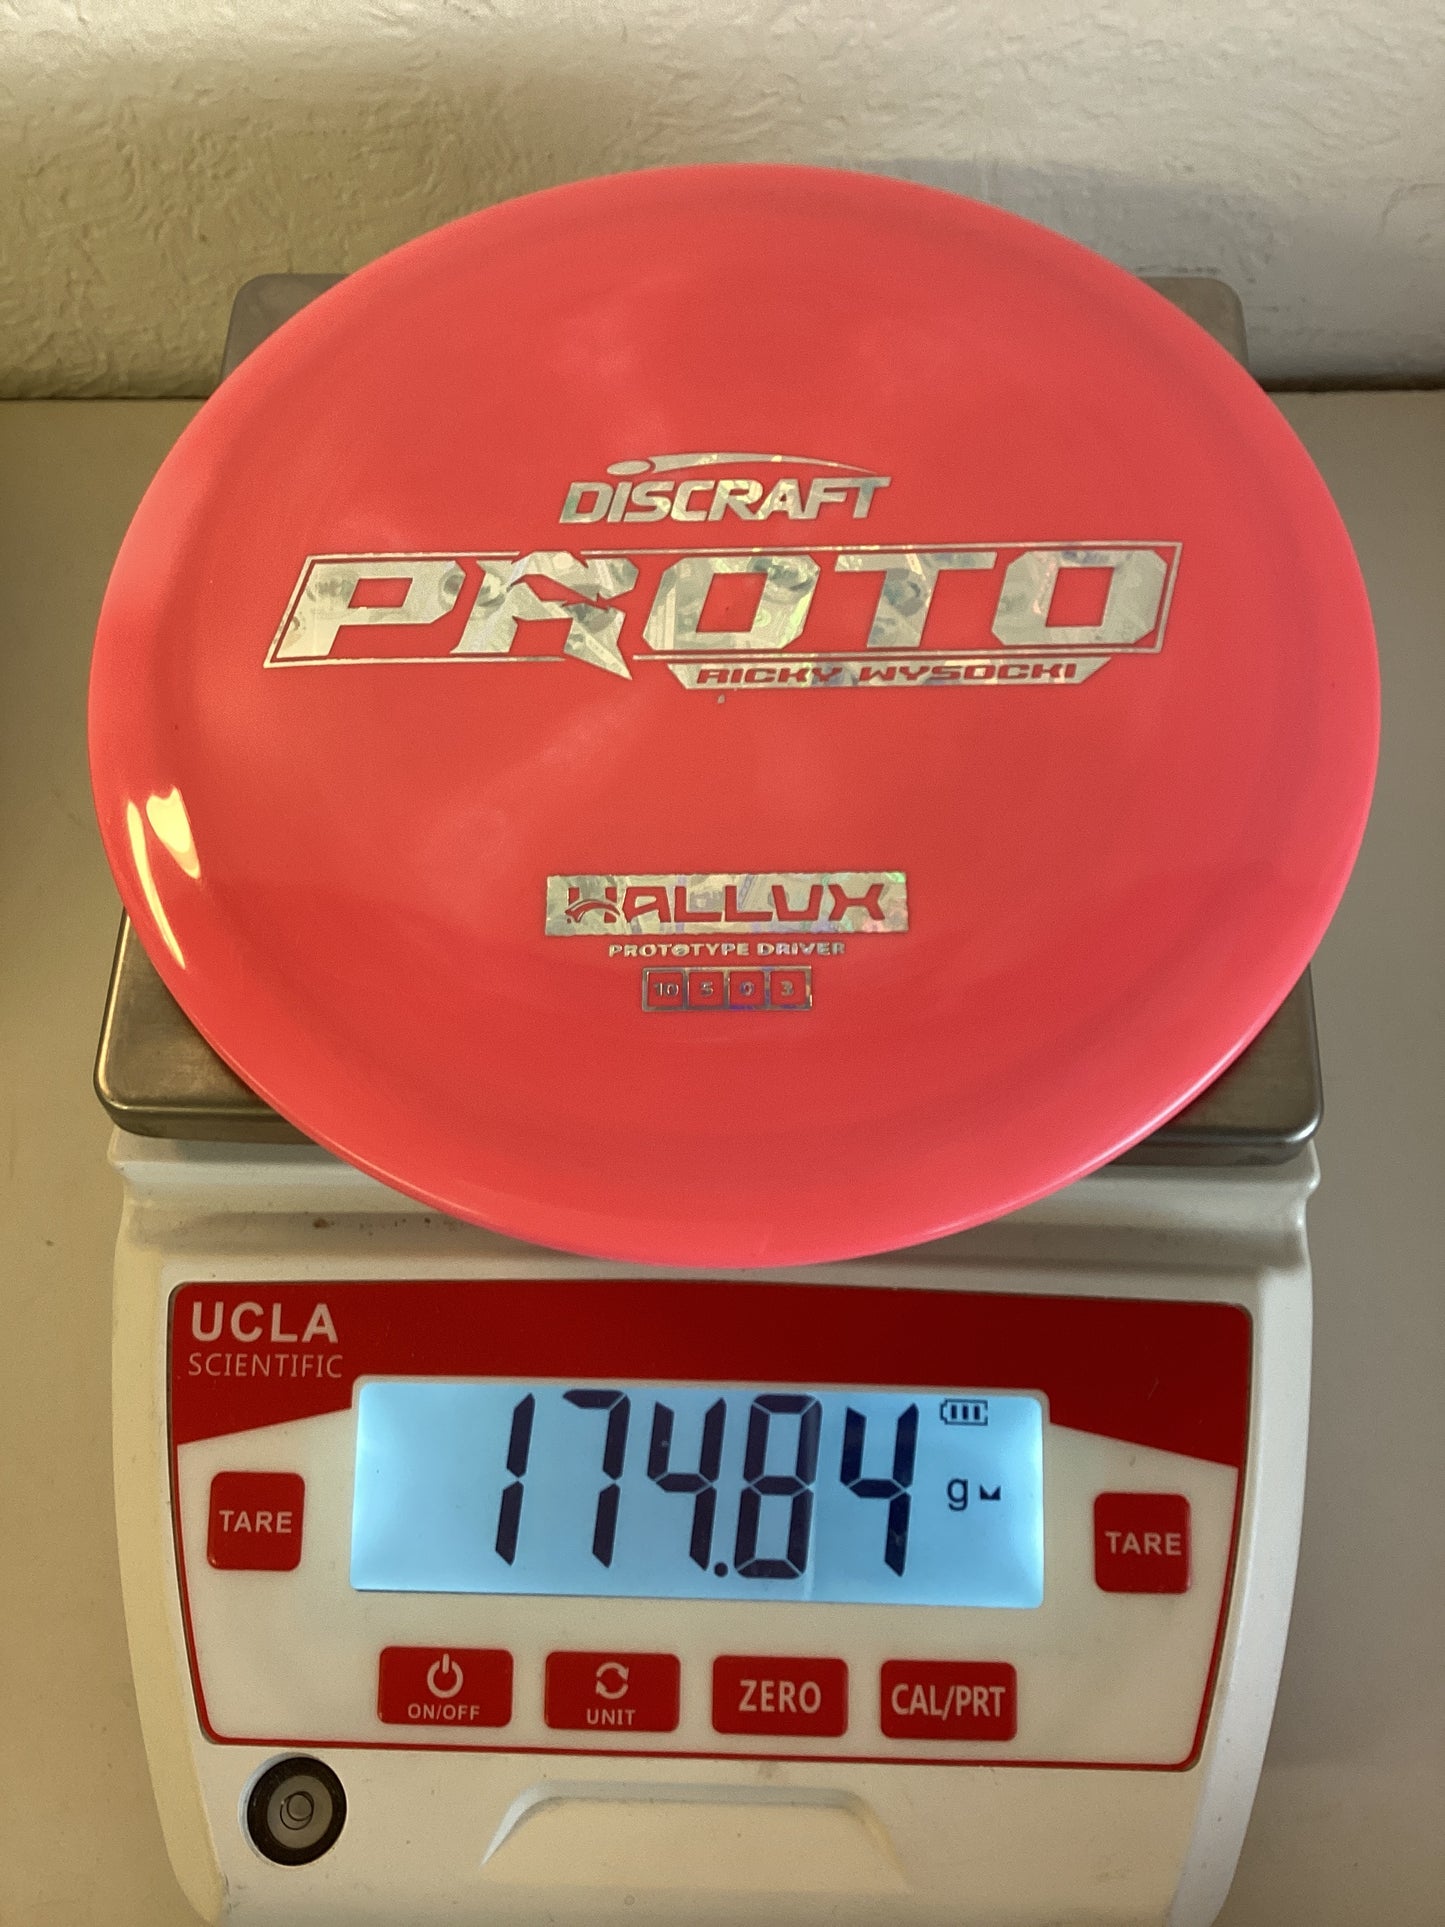 DISCRAFT
PROTO
RICKY WYSOCKI
HALLUX
PROTOTYPE DRIVER
10 5 0 3
UCLA
SCIENTIFIC
174.84
g
TARE
TARE
ON/OFF
UNIT
ZERO
CAL/PRT